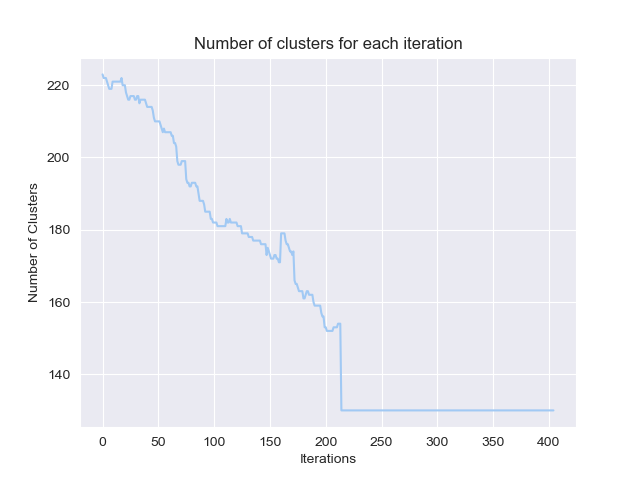 Number of clusters for each iteration
220
200
180
160
140
Number of Clusters
0 50 100 150 200 250 300 350 400
Iterations